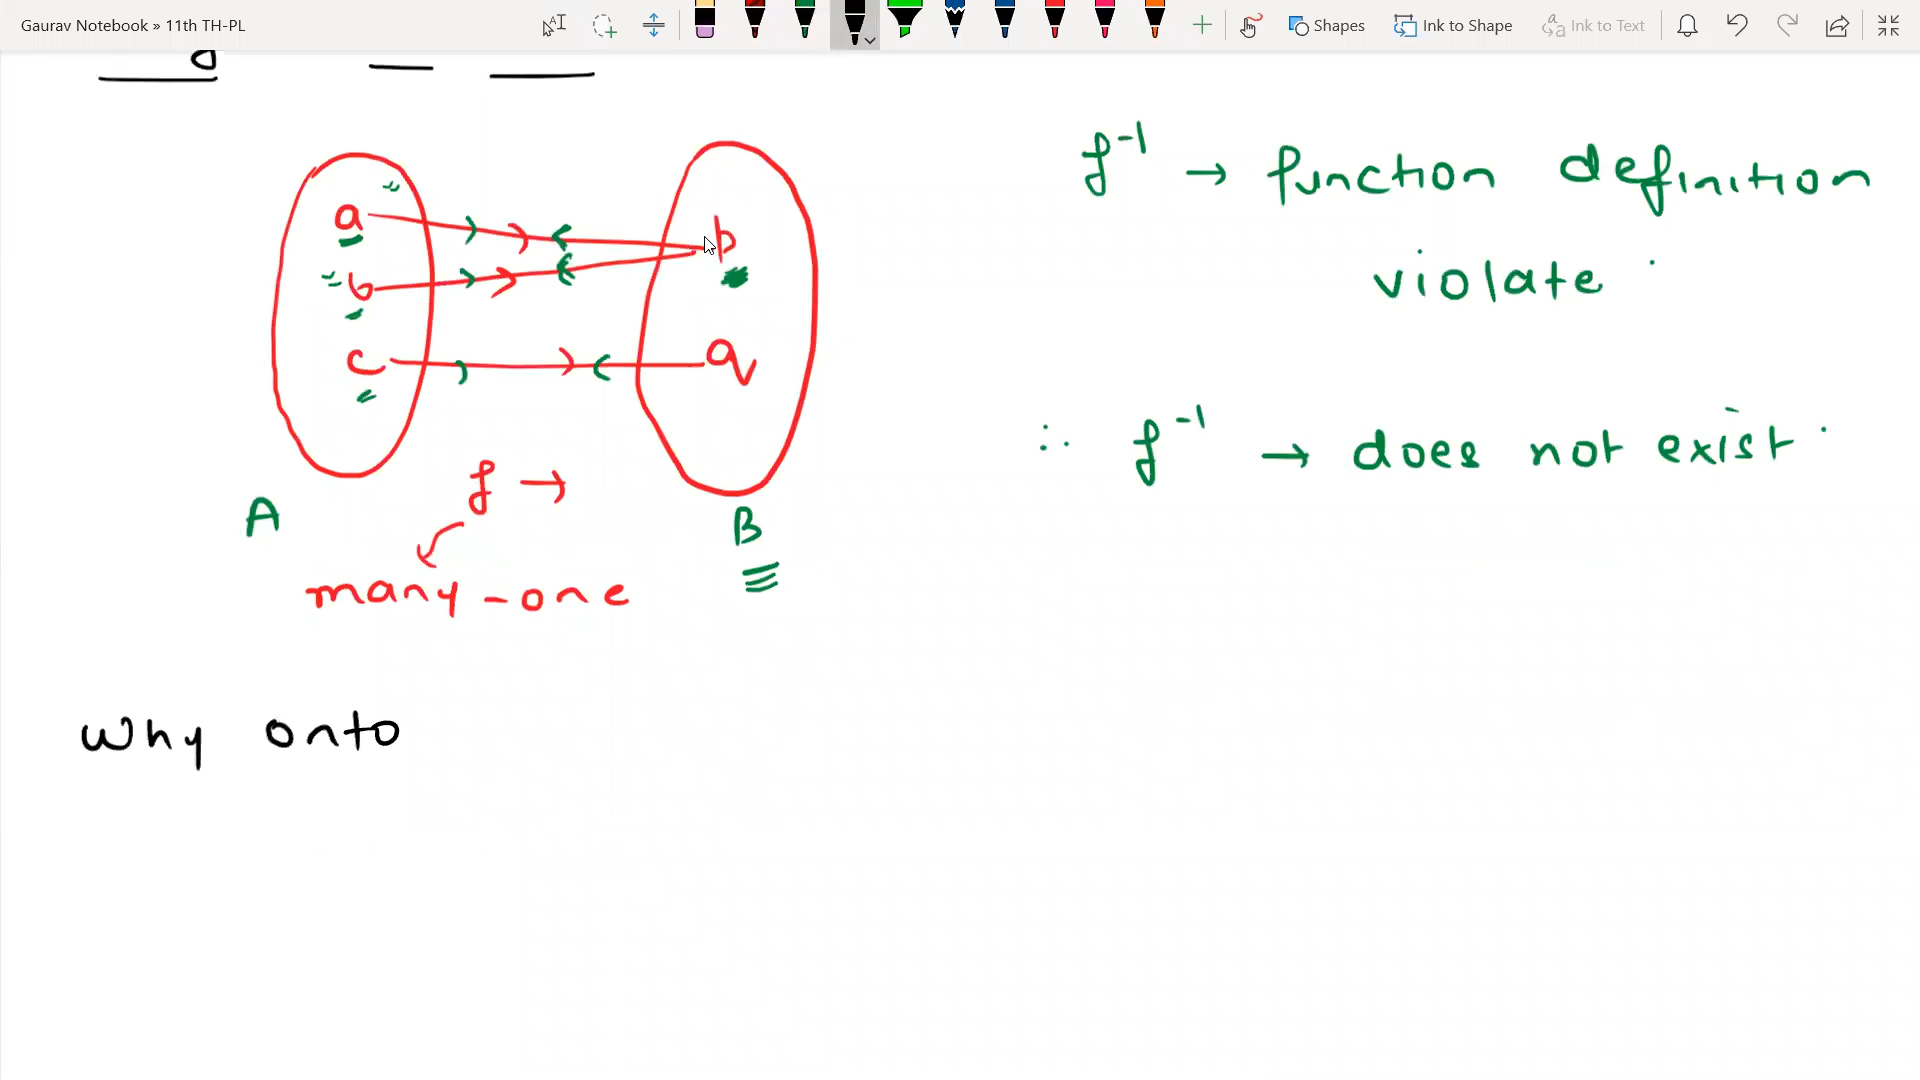 Gaurav Notebook » 11th TH-PL
Shapes
Ink to Shape
Ink to Text
f⁻¹ → function definition
violate
a
b
c
p
q
∴ f⁻¹ → does not exist.
f →
A
B
many-one
Why onto